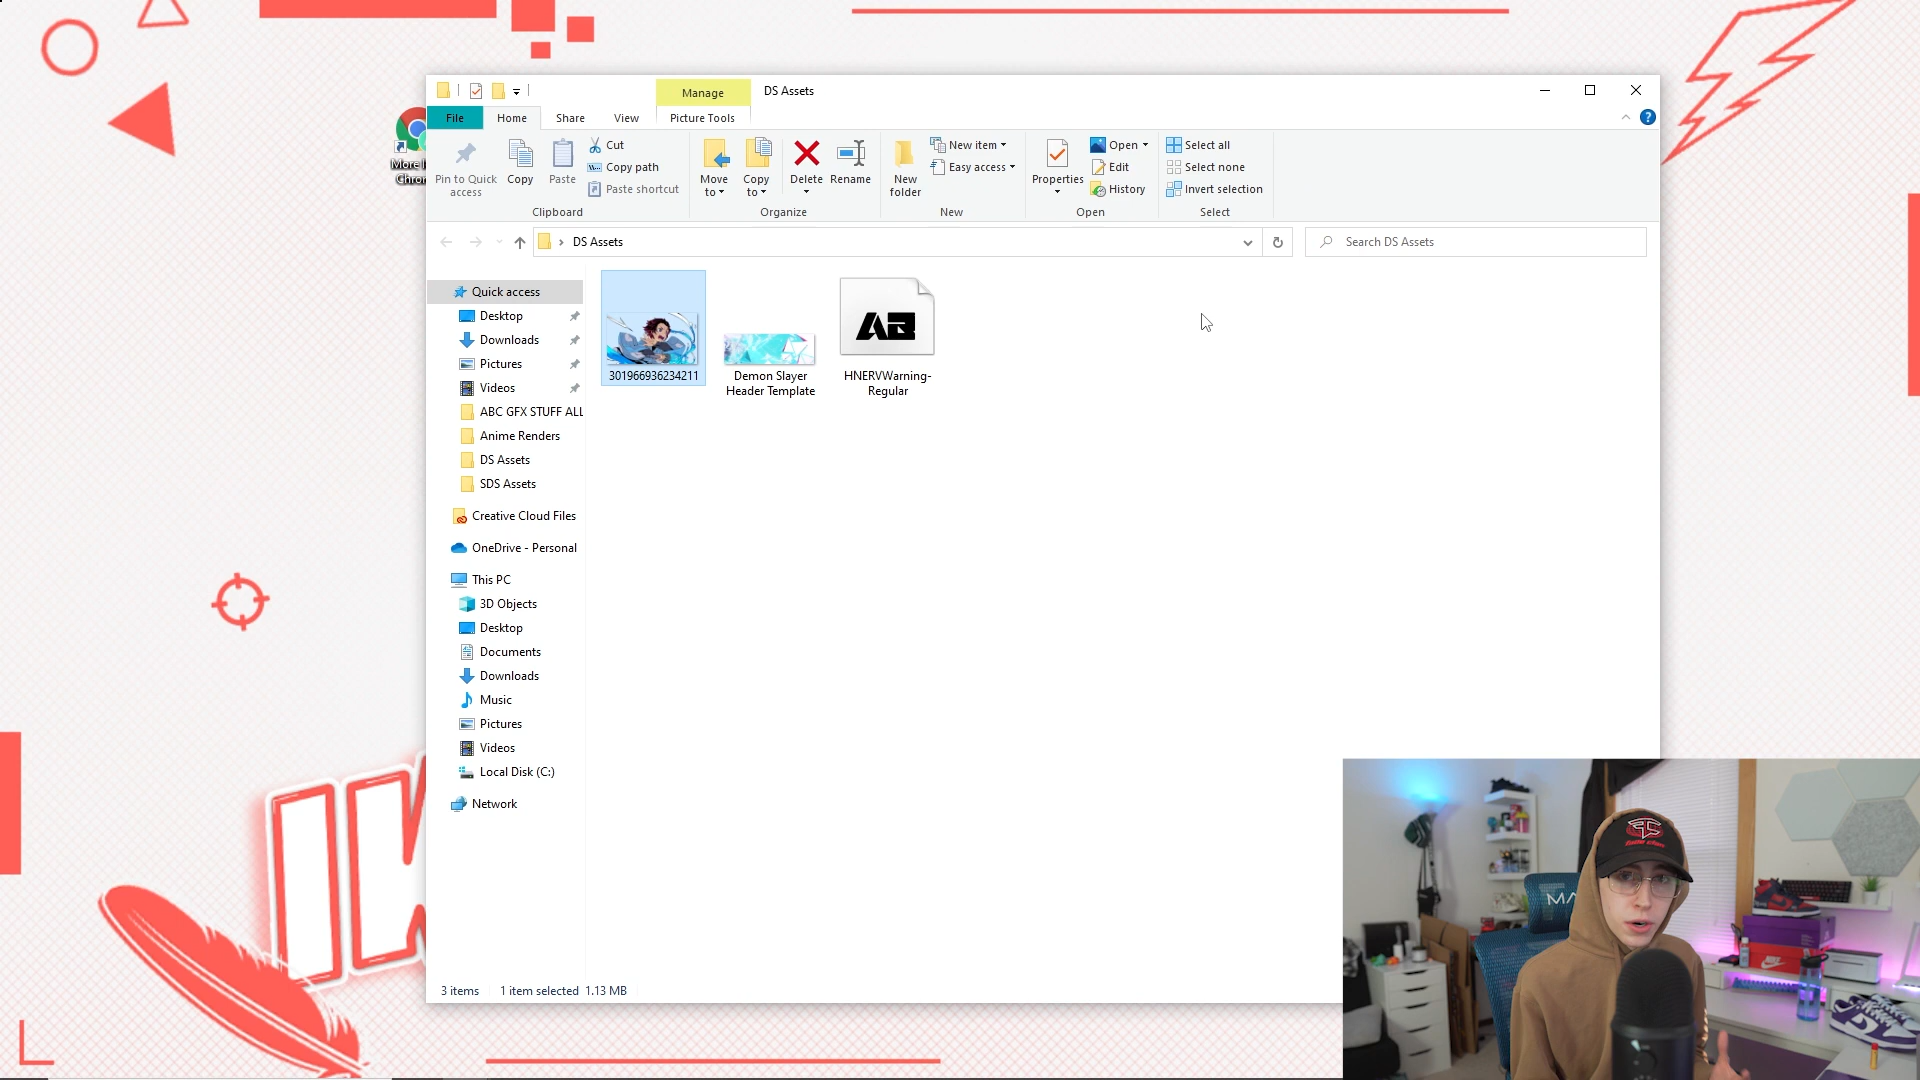 Manage
DS Assets
File
Home
Share
View
Picture Tools
Pin to Quick access
Copy
Paste
Cut
Copy path
Paste shortcut
Clipboard
Move to
Copy to
Delete
Rename
Organize
New folder
New item
Easy access
New
Properties
Open
Edit
History
Open
Select all
Select none
Invert selection
Select
DS Assets
Search DS Assets
Quick access
Desktop
Downloads
Pictures
Videos
ABC GFX STUFF ALL
Anime Renders
DS Assets
SDS Assets
Creative Cloud Files
OneDrive - Personal
This PC
3D Objects
Desktop
Documents
Downloads
Music
Pictures
Videos
Local Disk (C:)
Network
301966936234211
Demon Slayer
Header Template
AB
HNERVWarning-
Regular
3 items
1 item selected
1.13 MB
More
Chro